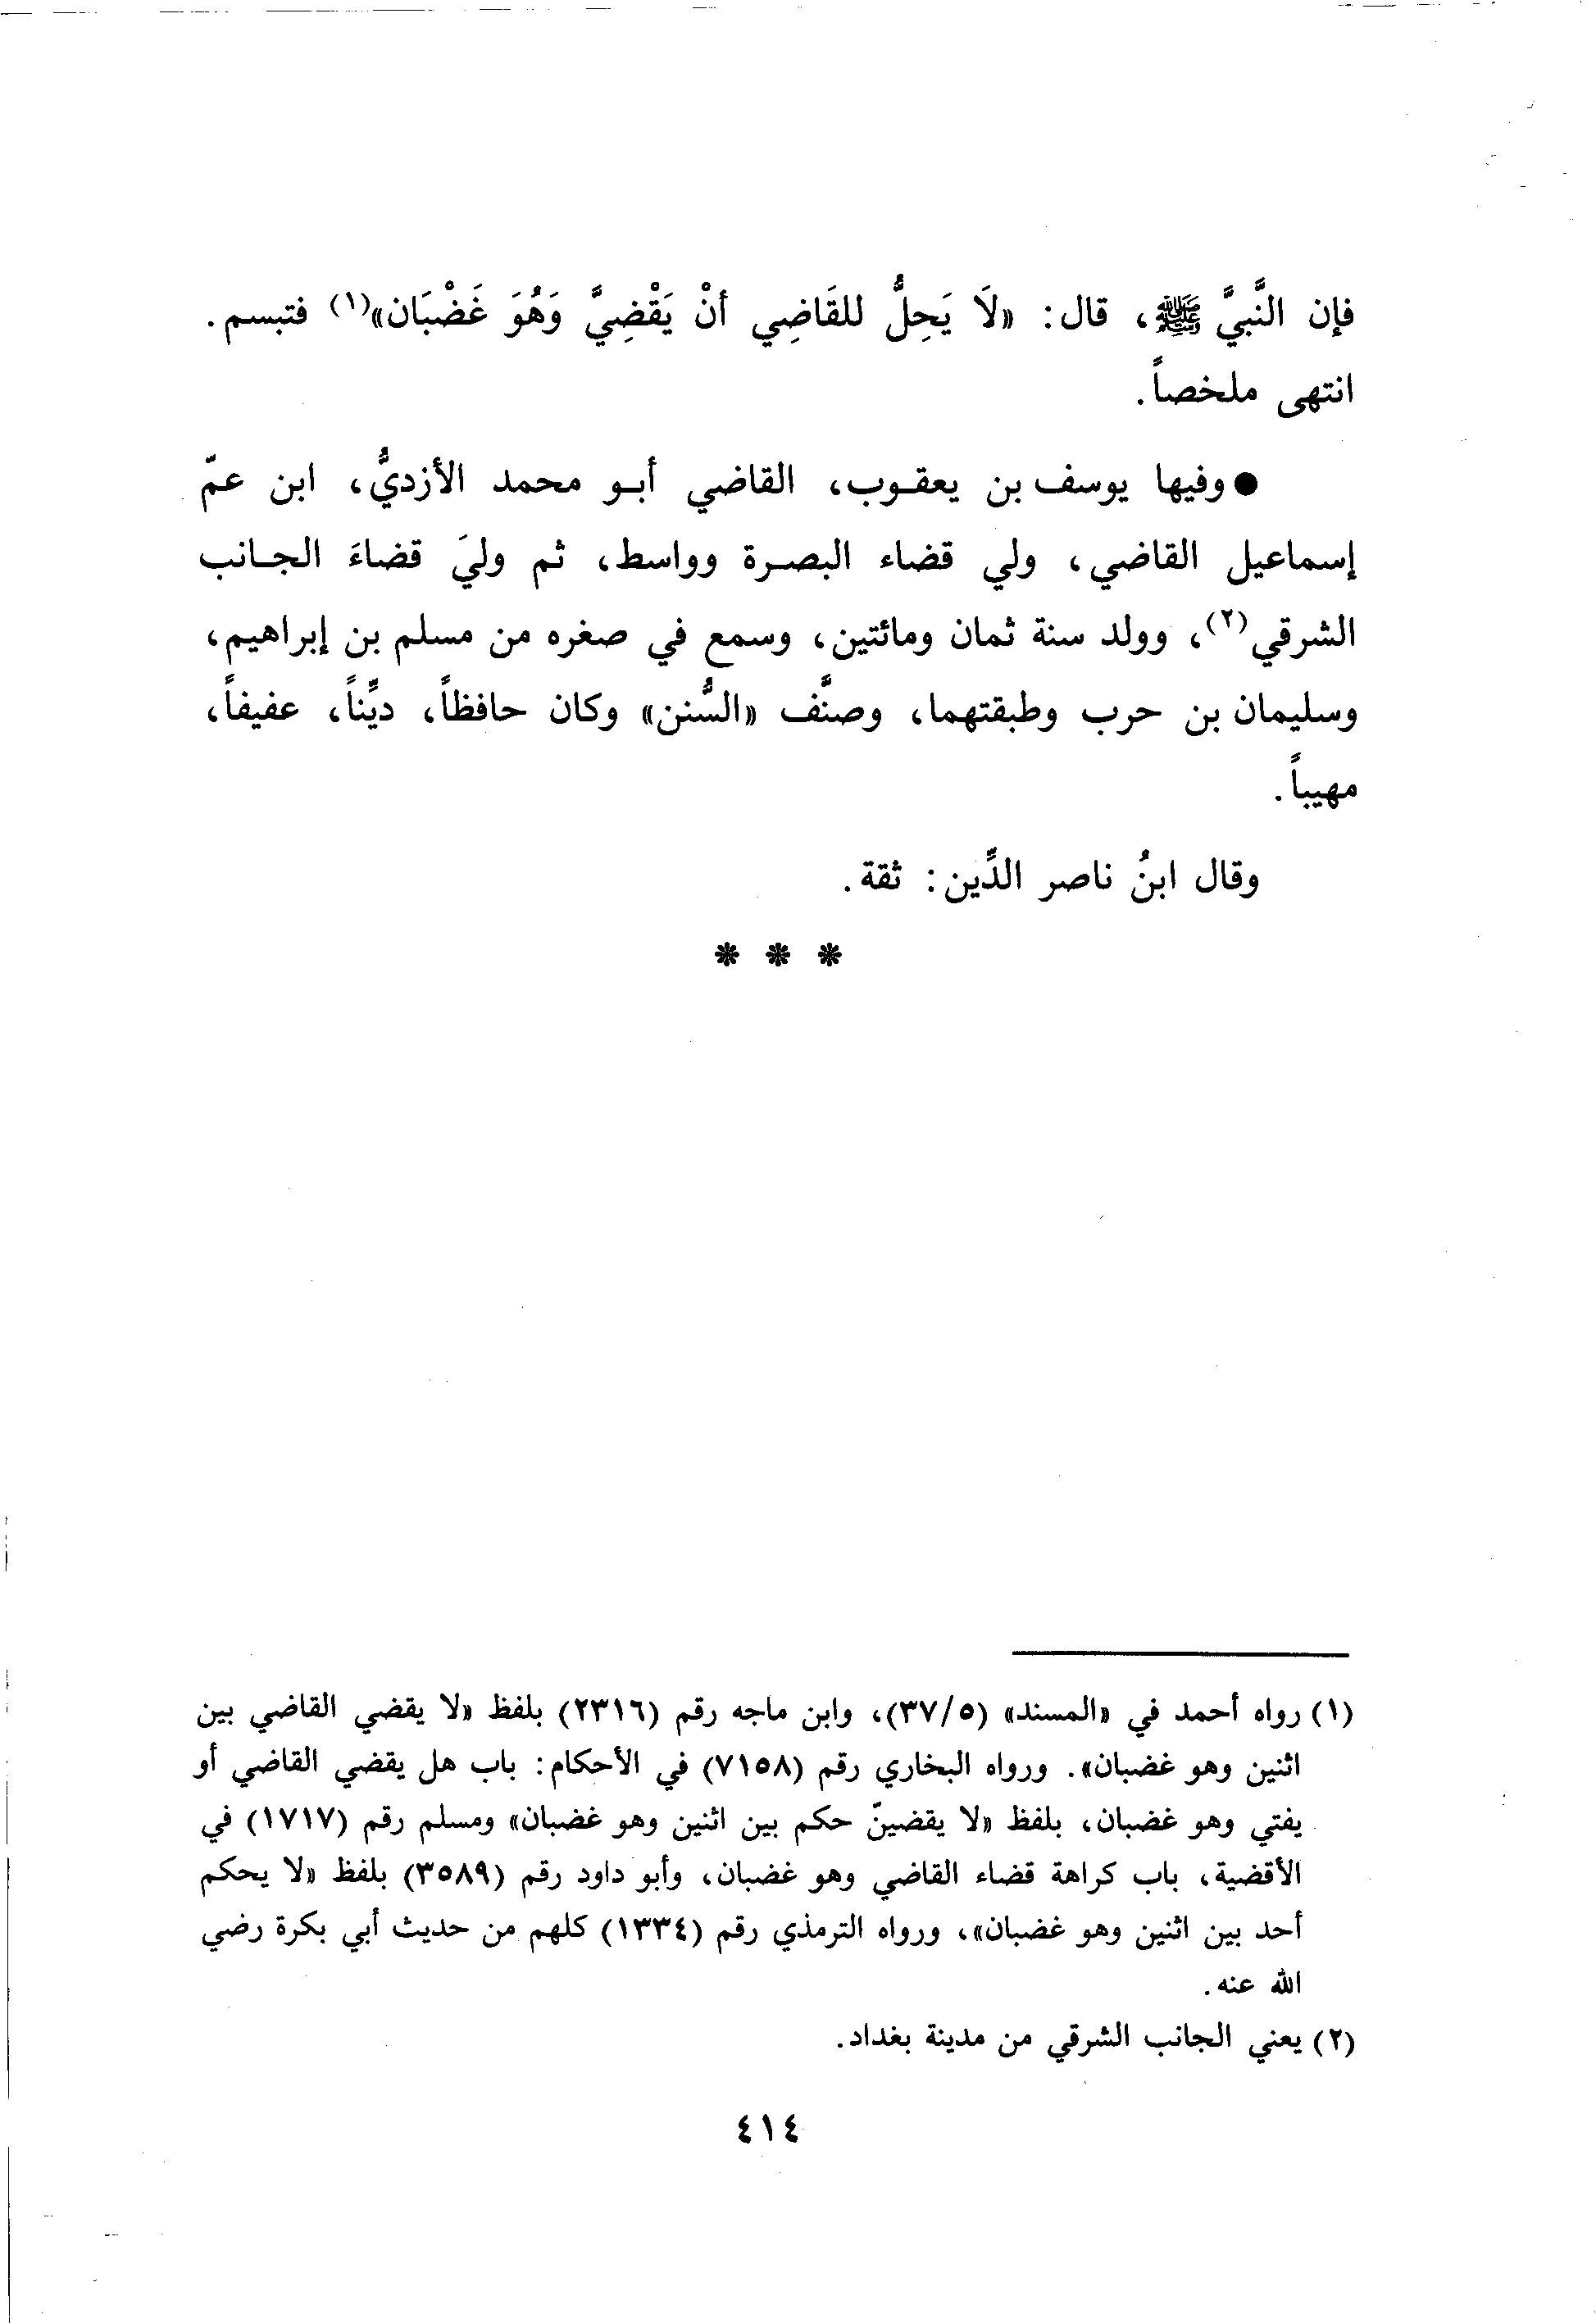 فإن النَّبيَّ ﷺ، قال: «لَا يَحِلُّ للقَاضِي أنْ يَقْضِيَّ وَهُوَ غَضْبَان»(١) فتبسم.
انتهى ملخصاً.
● وفيها يوسف بن يعقـوب، القاضي أبـو محمد الأزديُّ، ابن عمّ
إسماعيل القاضي، ولي قضاء البصـرة وواسط، ثم وليَ قضاءَ الجـانب
الشرقي(٢)، وولد سنة ثمان ومائتين، وسمع في صغره من مسلم بن إبراهيم،
وسليمان بن حرب وطبقتهما، وصنَّف «السُّنن» وكان حافظاً، ديِّناً، عفيفاً،
مهيباً.
وقال ابنُ ناصر الدِّين: ثقة.
* * *
(١) رواه أحمد في «المسند» (٣٧/٥)، وابن ماجه رقم (٢٣١٦) بلفظ «لا يقضي القاضي بين
اثنين وهو غضبان». ورواه البخاري رقم (٧١٥٨) في الأحكام: باب هل يقضي القاضي أو
يفتي وهو غضبان، بلفظ «لا يقضينّ حكم بين اثنين وهو غضبان» ومسلم رقم (١٧١٧) في
الأقضية، باب كراهة قضاء القاضي وهو غضبان، وأبو داود رقم (٣٥٨٩) بلفظ «لا يحكم
أحد بين اثنين وهو غضبان»، ورواه الترمذي رقم (١٣٣٤) كلهم من حديث أبي بكرة رضي
الله عنه.
(٢) يعني الجانب الشرقي من مدينة بغداد.
٤١٤